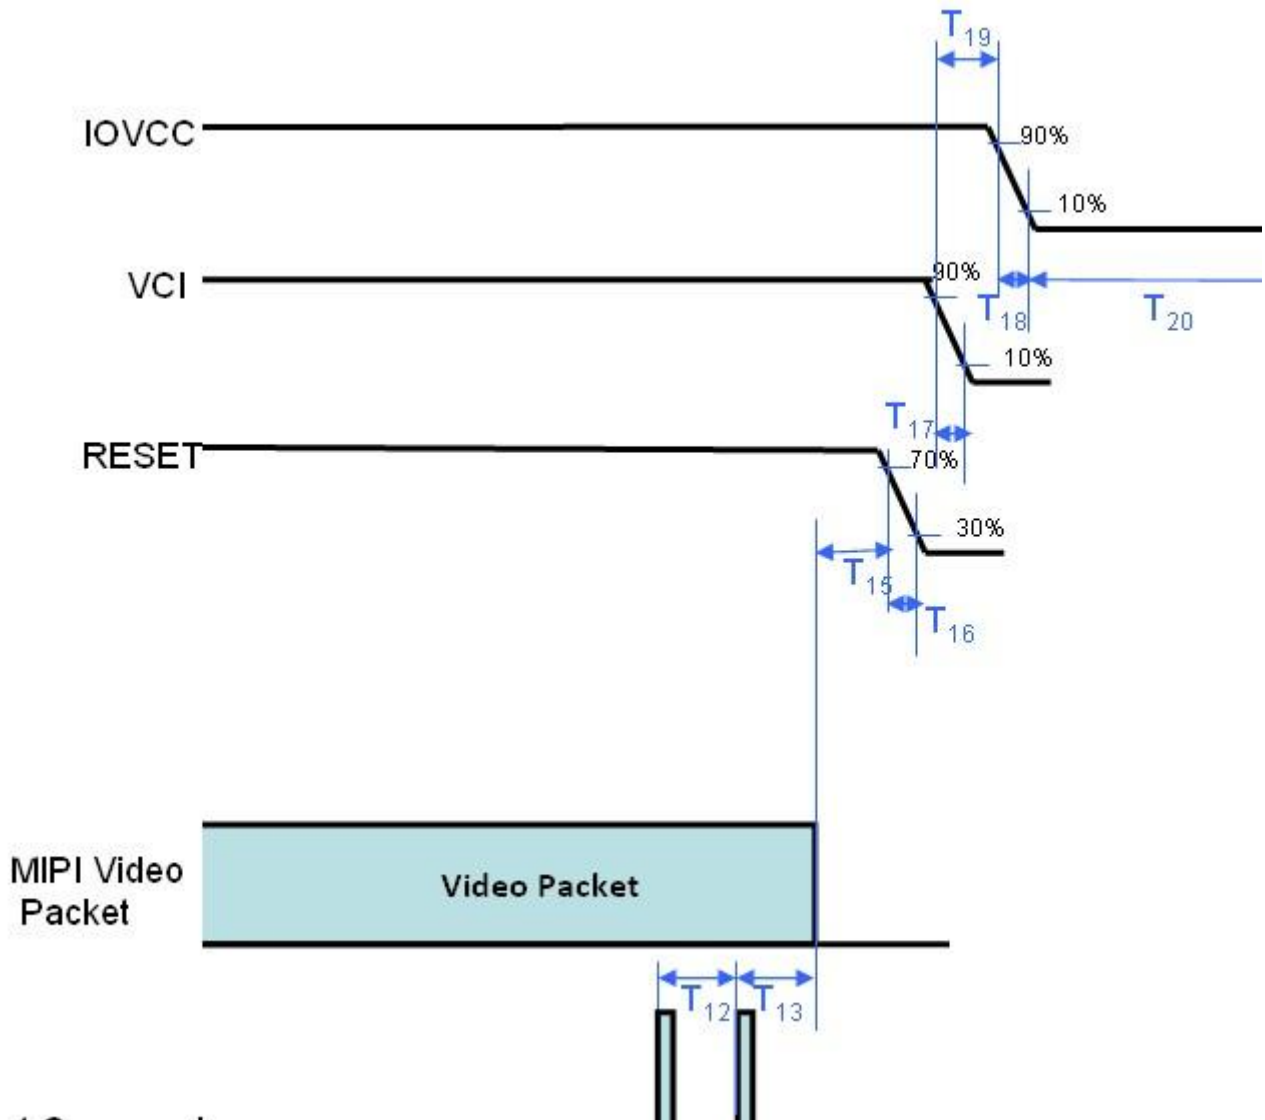 T19
IOVCC
90%
10%
VCI
90%
T18
T20
10%
T17
RESET
70%
30%
T15
T16
MIPI Video
Packet
Video Packet
T12
T13